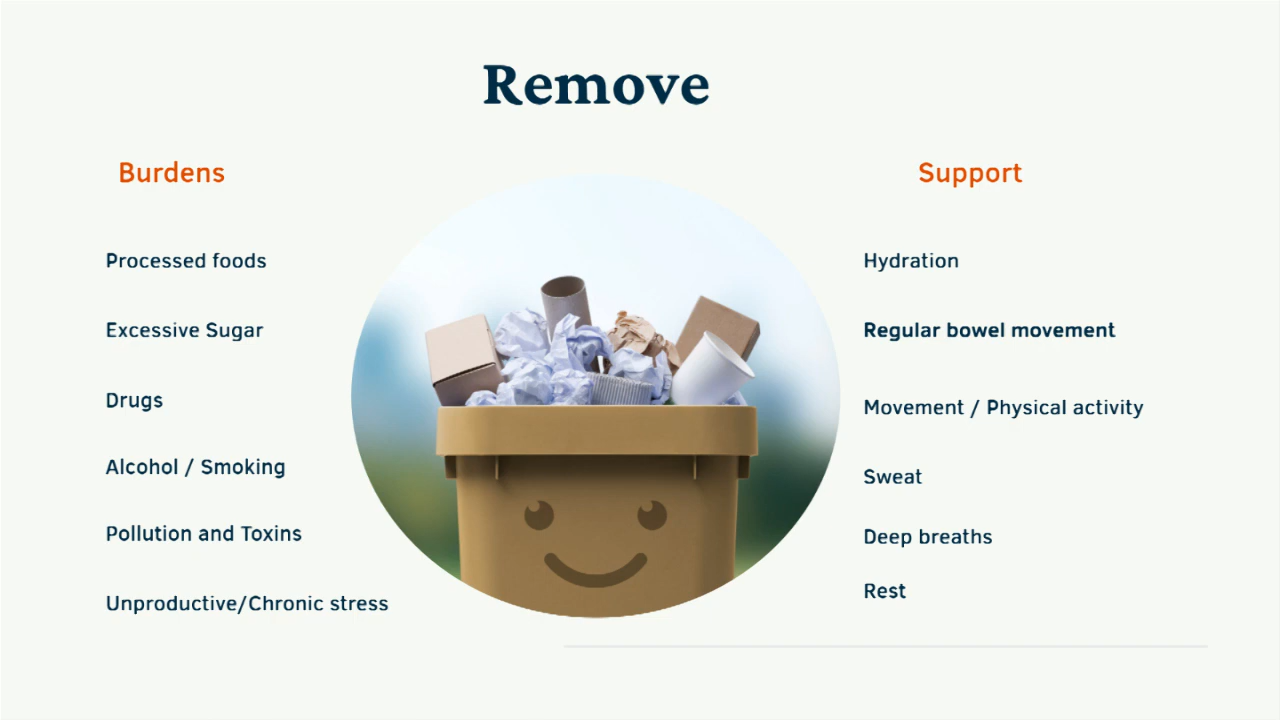 Remove
Burdens
Processed foods
Excessive Sugar
Drugs
Alcohol / Smoking
Pollution and Toxins
Unproductive/Chronic stress
Support
Hydration
Regular bowel movement
Movement / Physical activity
Sweat
Deep breaths
Rest